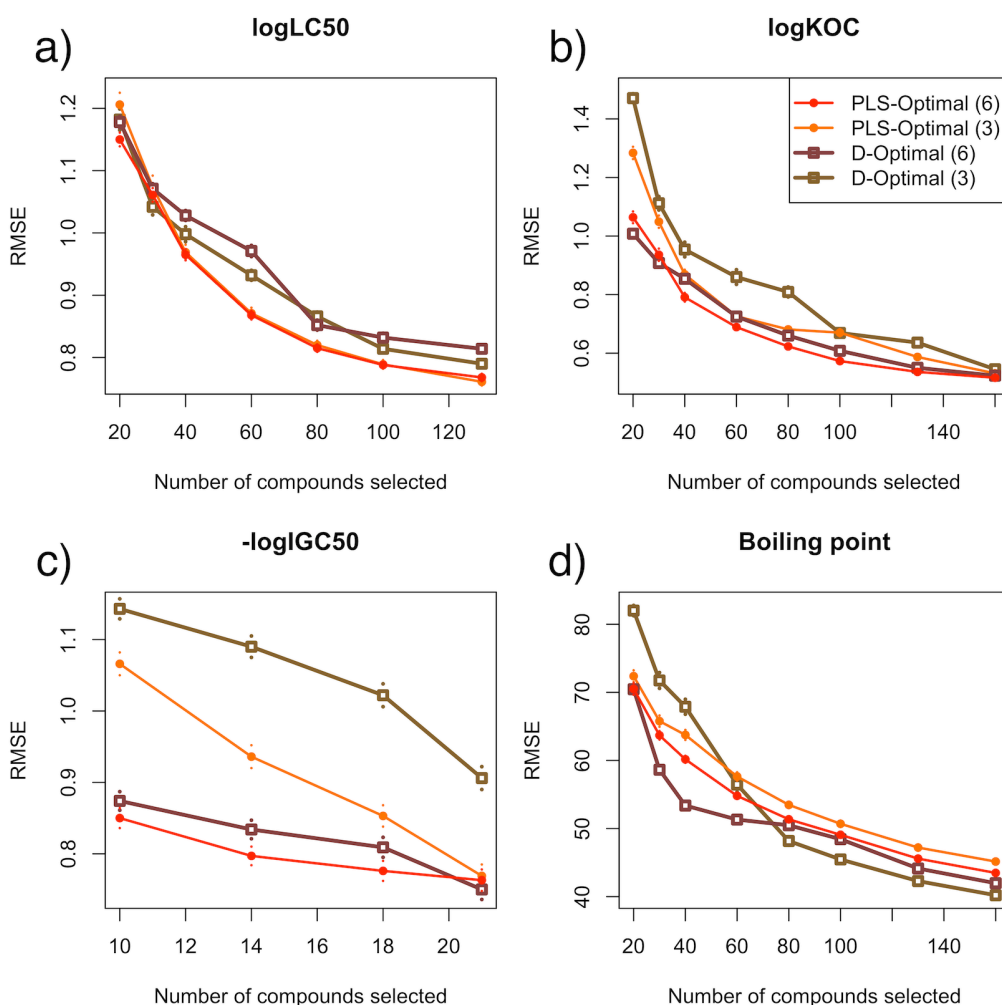 a)
logLC50
RMSE
1.2
1.1
1.0
0.9
0.8
20 40 60 80 100 120
Number of compounds selected
b)
logKOC
RMSE
1.4
1.2
1.0
0.8
0.6
PLS-Optimal (6)
PLS-Optimal (3)
D-Optimal (6)
D-Optimal (3)
20 40 60 80 100 140
Number of compounds selected
c)
-logIGC50
RMSE
1.1
1.0
0.9
0.8
10 12 14 16 18 20
Number of compounds selected
d)
Boiling point
RMSE
80
70
60
50
40
20 40 60 80 100 140
Number of compounds selected